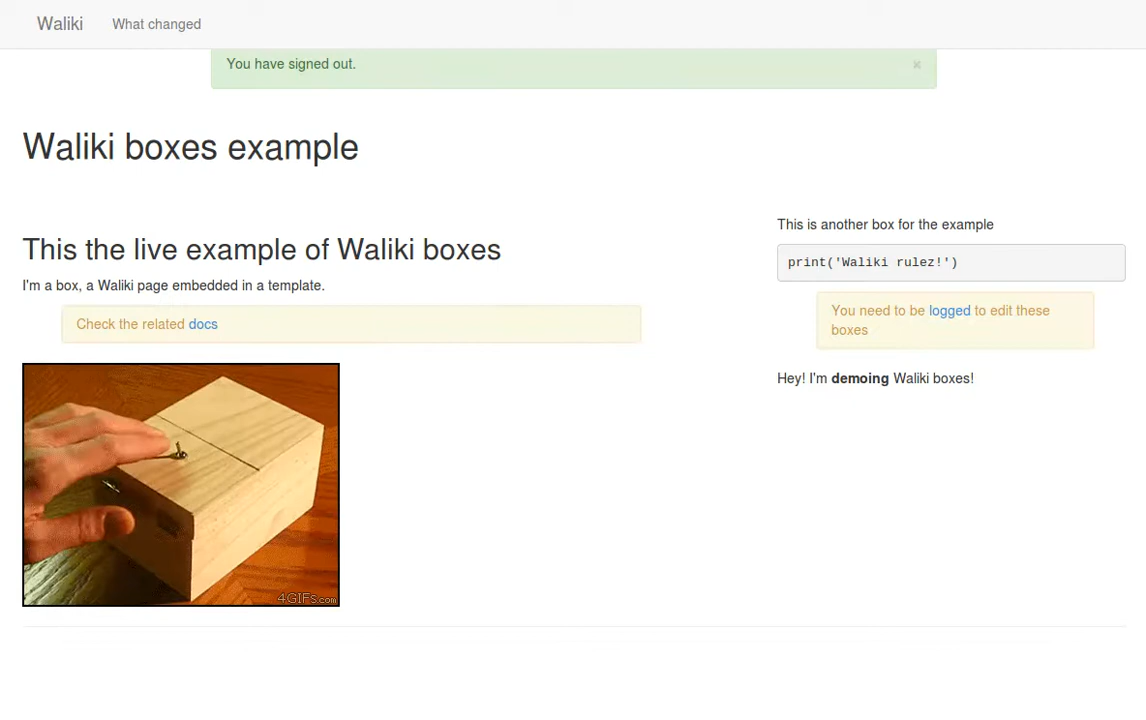 Waliki What changed
You have signed out. ×
Waliki boxes example
This the live example of Waliki boxes
I'm a box, a Waliki page embedded in a template.
Check the related docs
4GIFs.com
This is another box for the example
print('Waliki rulez!')
You need to be logged to edit these
boxes
Hey! I'm demoing Waliki boxes!